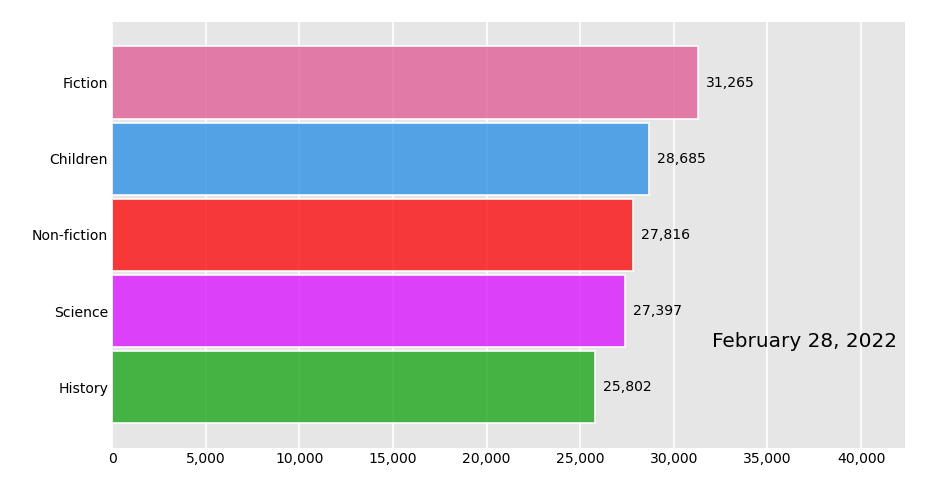 Fiction 31,265
Children 28,685
Non-fiction 27,816
Science 27,397
February 28, 2022
History 25,802
0 5,000 10,000 15,000 20,000 25,000 30,000 35,000 40,000